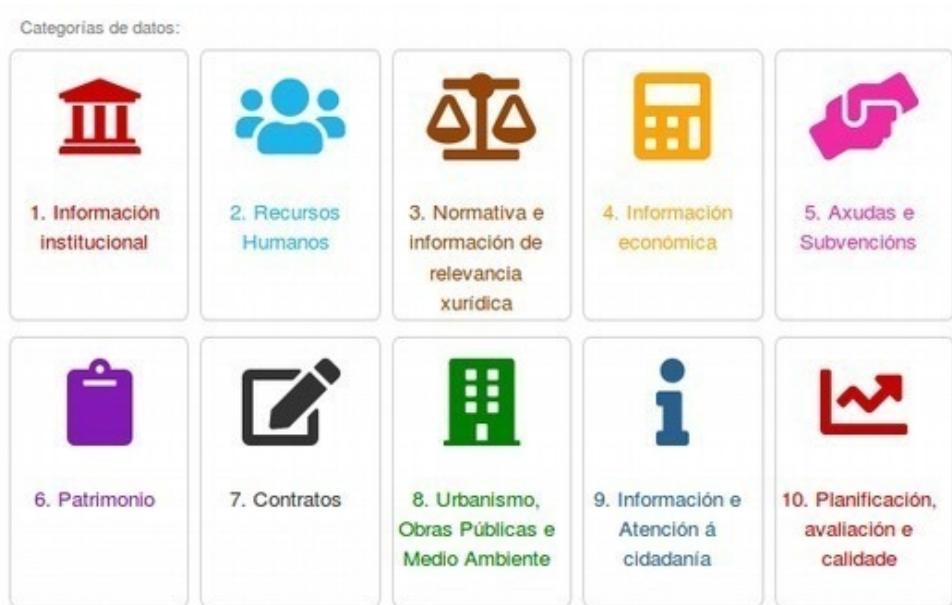 Categorías de datos:
1. Información
institucional
2. Recursos
Humanos
3. Normativa e
información de
relevancia
xurídica
4. Información
económica
5. Axudas e
Subvencións
6. Patrimonio
7. Contratos
8. Urbanismo,
Obras Públicas e
Medio Ambiente
9. Información e
Atención á
cidadanía
10. Planificación,
avaliación e
calidade